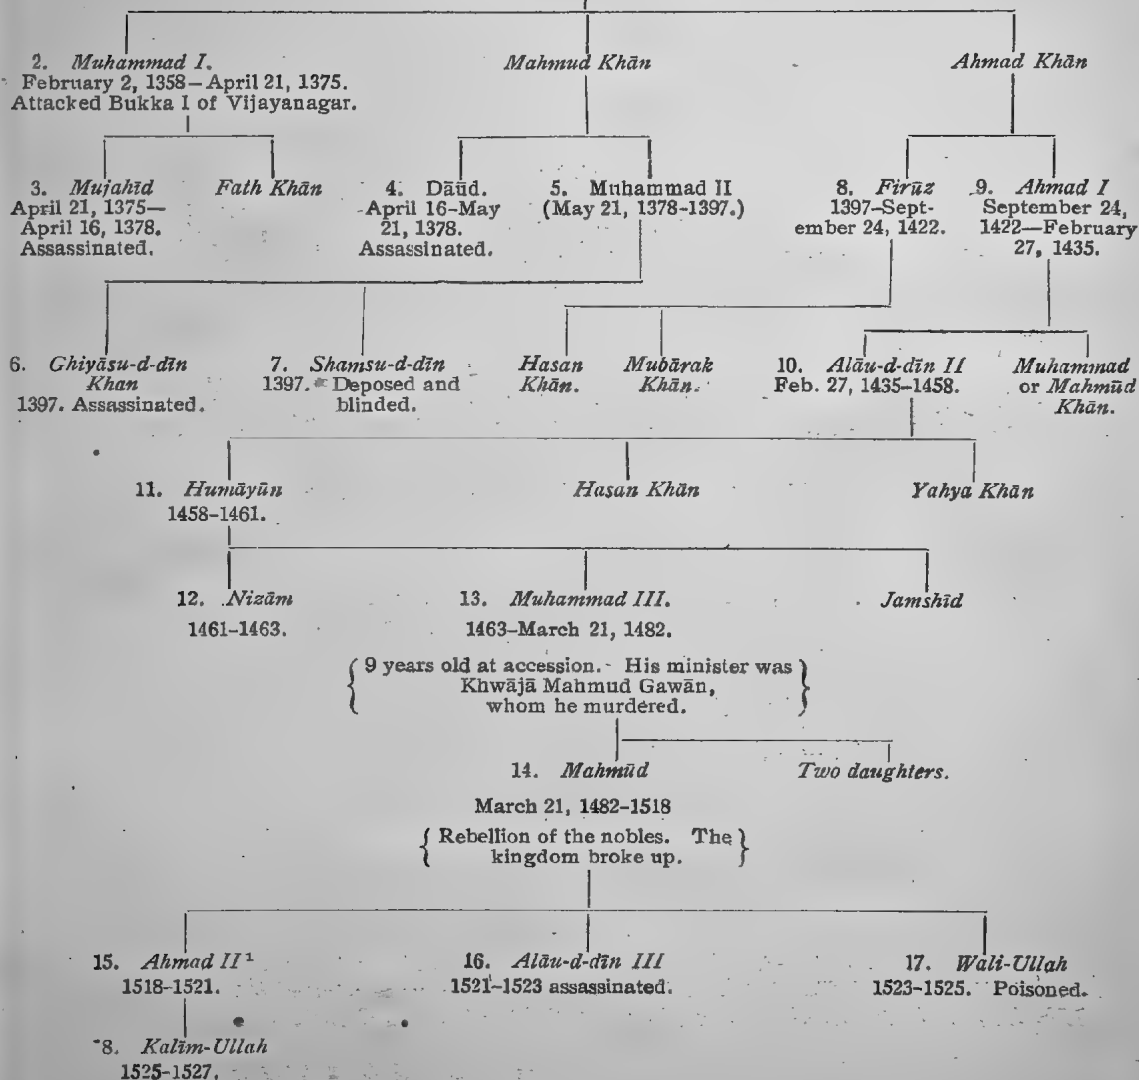 2. Muhammad I.
February 2, 1358–April 21, 1375.
Attacked Bukka I of Vijayanagar.
Mahmud Khān
Ahmad Khān
3. Mujahīd
April 21, 1375—
April 16, 1378.
Assassinated.
Fath Khān
4. Dāūd.
April 16-May
21, 1378.
Assassinated.
5. Muhammad II
(May 21, 1378-1397.)
8. Firūz
1397–Sept-
ember 24, 1422.
9. Ahmad I
September 24,
1422—February
27, 1435.
6. Ghiyāsu-d-dīn
Khan
1397. Assassinated.
7. Shamsu-d-dīn
1397. Deposed and
blinded.
Hasan
Khān.
Mubārak
Khān.
10. Alāu-d-dīn II
Feb. 27, 1435-1458.
Muhammad
or Mahmūd
Khān.
11. Humāyūn
1458-1461.
Hasan Khān
Yahya Khān
12. Nizām
1461-1463.
13. Muhammad III.
1463–March 21, 1482.
{ 9 years old at accession. His minister was }
Khwājā Mahmud Gawān,
whom he murdered.
Jamshīd
14. Mahmūd
March 21, 1482-1518
{ Rebellion of the nobles. The }
kingdom broke up.
Two daughters.
15. Ahmad II¹
1518-1521.
16. Alāu-d-dīn III
1521-1523 assassinated.
17. Wali-Ullah
1523-1525. Poisoned.
8. Kalīm-Ullah
1525-1527.